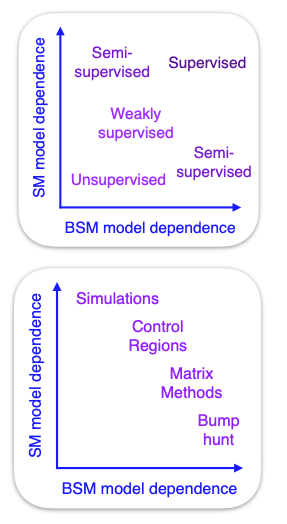 SM model dependence
Semi-
supervised
Supervised
Weakly
supervised
Semi-
supervised
Unsupervised
BSM model dependence
SM model dependence
Simulations
Control
Regions
Matrix
Methods
Bump
hunt
BSM model dependence